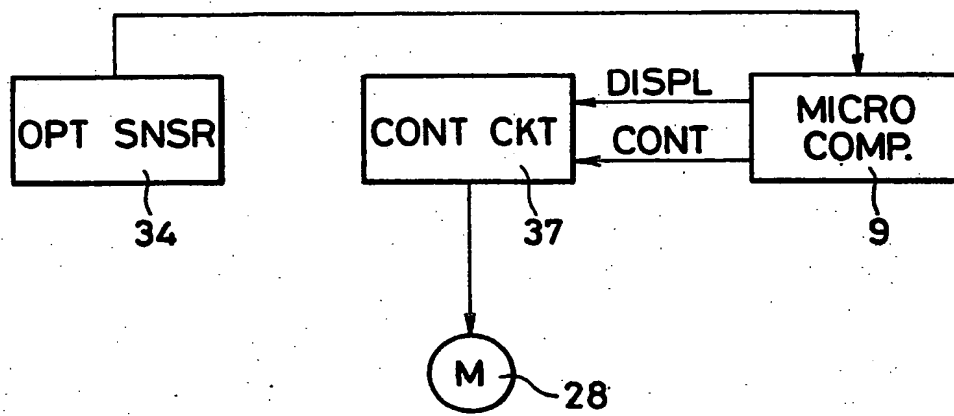 OPT SNSR
34
CONT CKT
37
DISPL
CONT
MICRO
COMP.
9
M
28